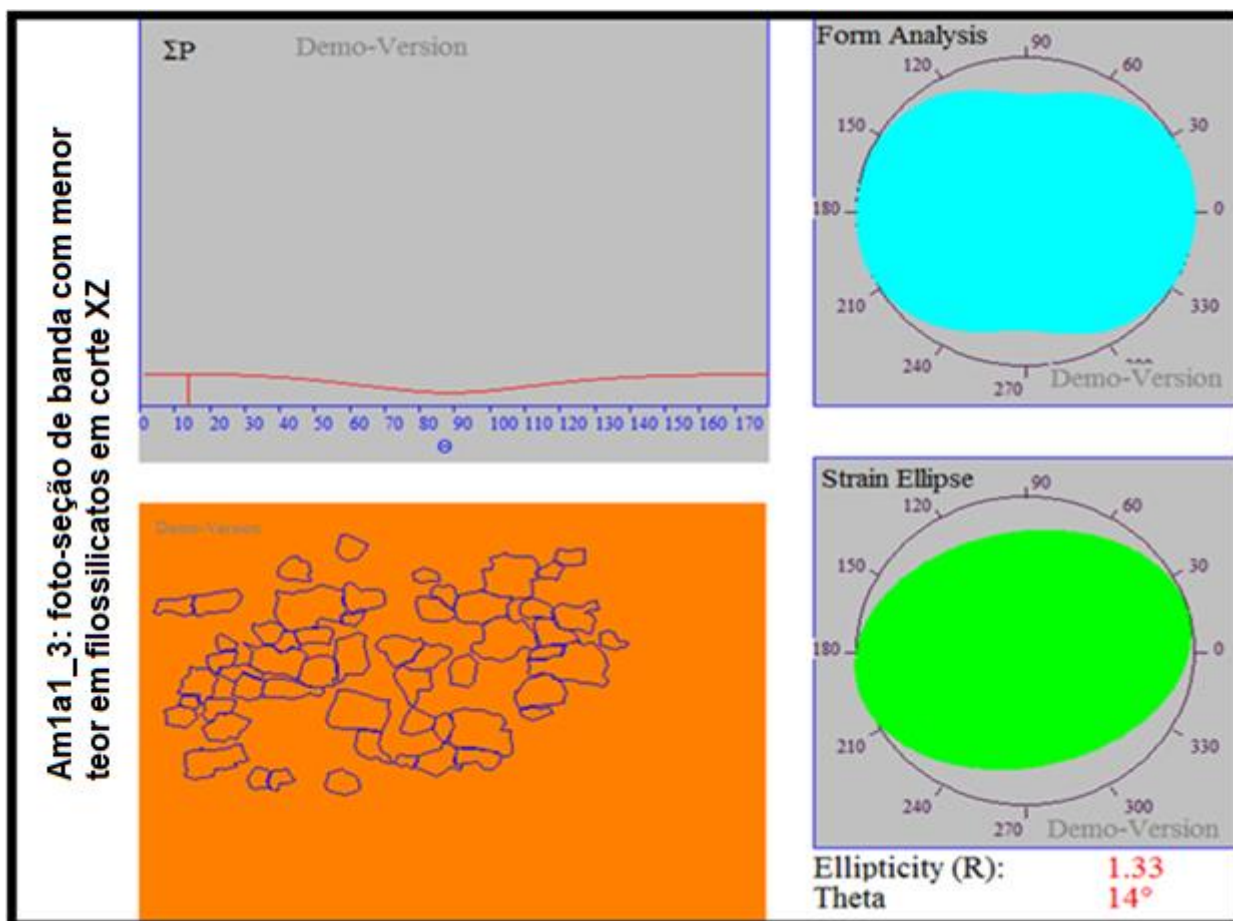 Am1a1_3: foto-seção de banda com menor
teor em filossilicatos em corte XZ
ΣP
Demo-Version
0 10 20 30 40 50 60 70 80 90 100 110 120 130 140 150 160 170
Θ
Demo-Version
Form Analysis
90
120 60
150 30
180 0
210 330
240
270
Demo-Version
Strain Ellipse
90
120 60
150 30
180 0
210 330
240 300
270
Demo-Version
Ellipticity (R): 1.33
Theta 14°